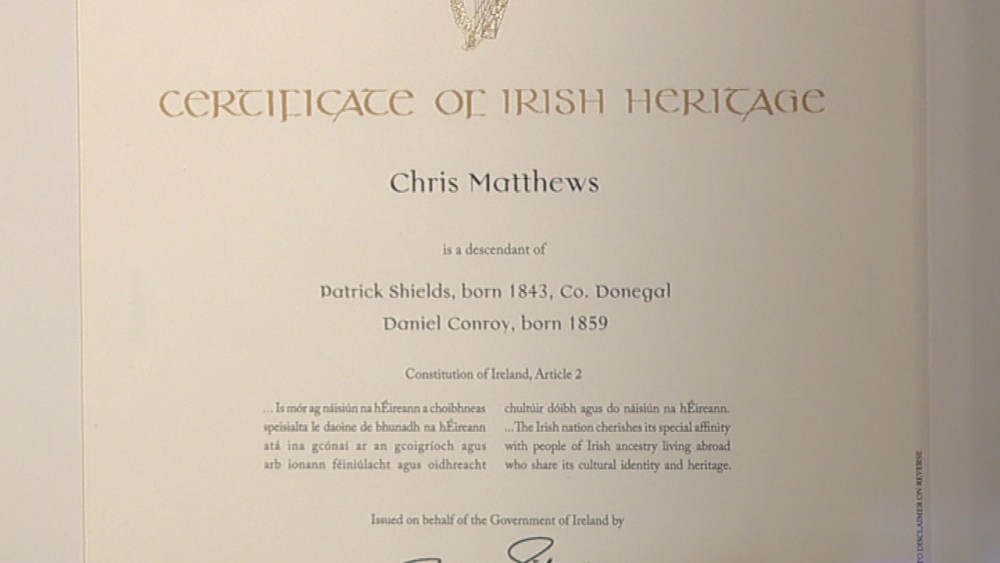 CERTIFICATE OF IRISH HERITAGE
Chris Matthews
is a descendant of
Patrick Shields, born 1843, Co. Donegal
Daniel Conroy, born 1859
Constitution of Ireland, Article 2
... Is mór ag náisiún na hÉireann a choibhneas
speisialta le daoine de bhunadh na hÉireann
atá ina gcónaí ar an gcoigríoch agus
arb ionann féiniúlacht agus oidhreacht
chultúir dóibh agus do náisiún na hÉireann.
...The Irish nation cherishes its special affinity
with people of Irish ancestry living abroad
who share its cultural identity and heritage.
Issued on behalf of the Government of Ireland by
TO DISCLAIMER ON REVERSE